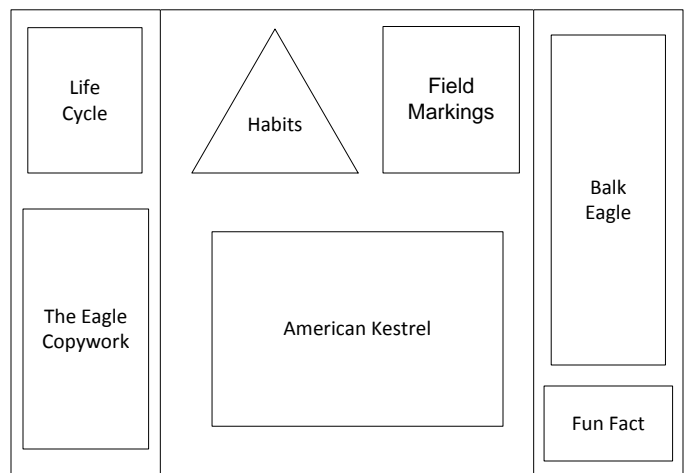 Life
Cycle
Habits
Field
Markings
Balk
Eagle
The Eagle
Copywork
American Kestrel
Fun Fact